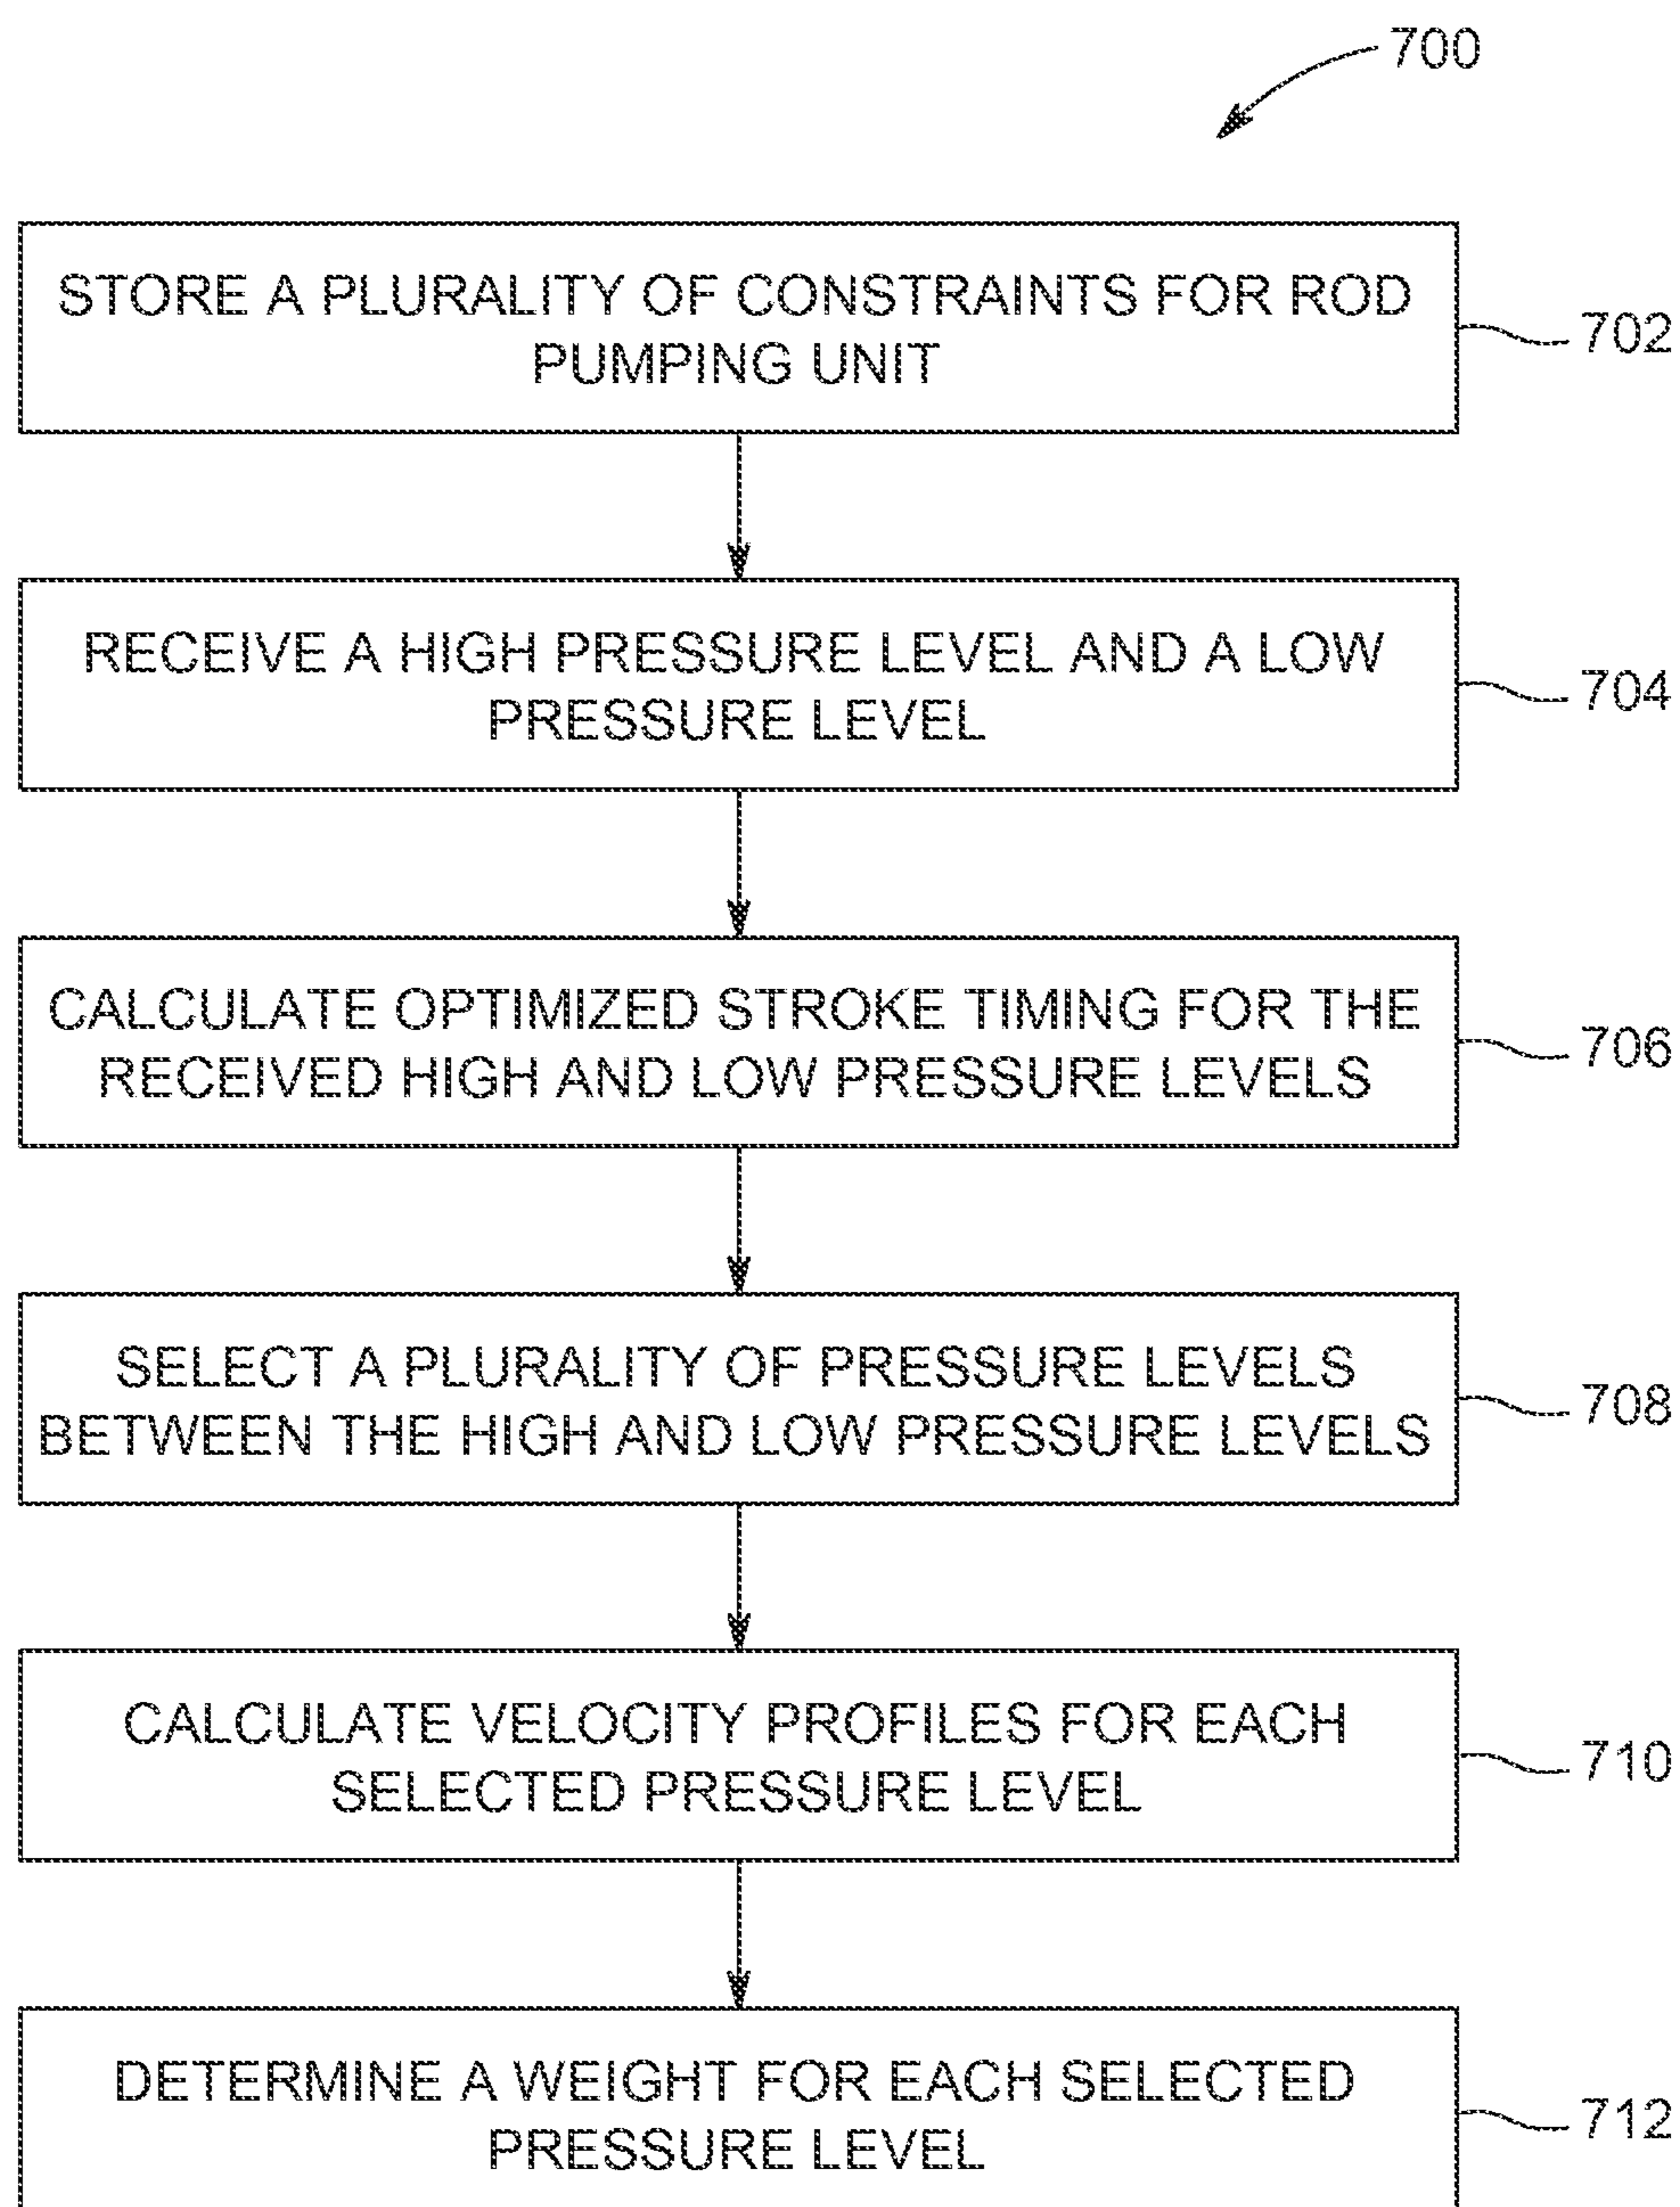 700
STORE A PLURALITY OF CONSTRAINTS FOR ROD
PUMPING UNIT
702
RECEIVE A HIGH PRESSURE LEVEL AND A LOW
PRESSURE LEVEL
704
CALCULATE OPTIMIZED STROKE TIMING FOR THE
RECEIVED HIGH AND LOW PRESSURE LEVELS
706
SELECT A PLURALITY OF PRESSURE LEVELS
BETWEEN THE HIGH AND LOW PRESSURE LEVELS
708
CALCULATE VELOCITY PROFILES FOR EACH
SELECTED PRESSURE LEVEL
710
DETERMINE A WEIGHT FOR EACH SELECTED
PRESSURE LEVEL
712